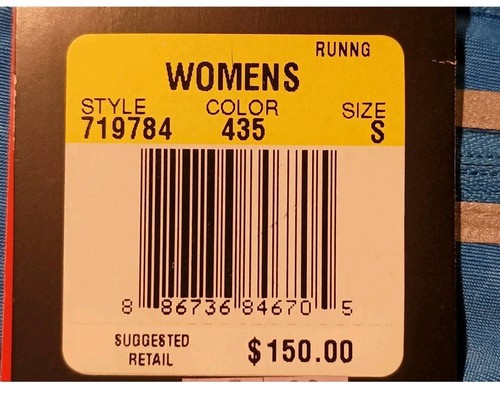 RUNNG
WOMENS
STYLE COLOR SIZE
719784 435 S
8 86736 84670 5
SUGGESTED
RETAIL $150.00